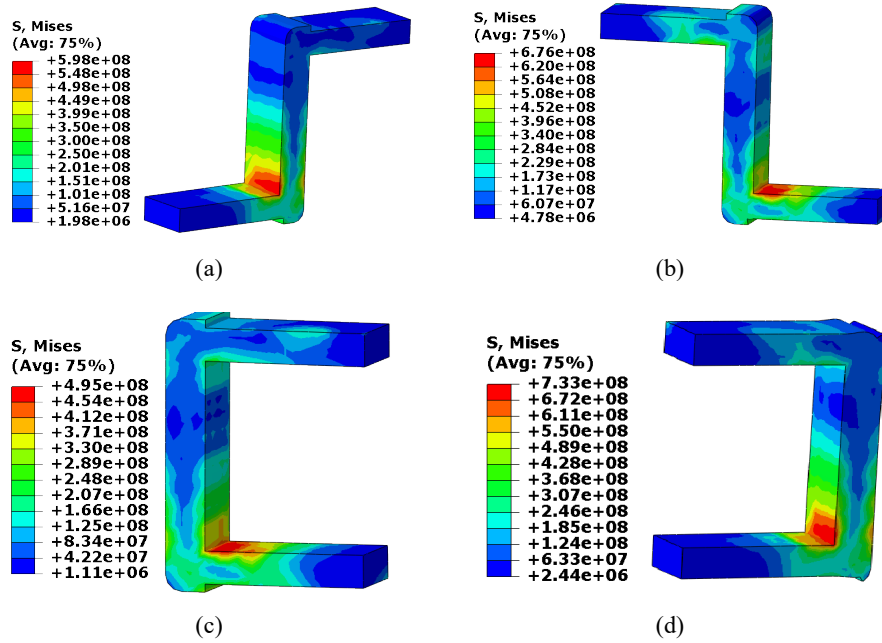 S, Mises
(Avg: 75%)
+5.98e+08
+5.48e+08
+4.98e+08
+4.49e+08
+3.99e+08
+3.50e+08
+3.00e+08
+2.50e+08
+2.01e+08
+1.51e+08
+1.01e+08
+5.16e+07
+1.98e+06
(a)
S, Mises
(Avg: 75%)
+6.76e+08
+6.20e+08
+5.64e+08
+5.08e+08
+4.52e+08
+3.96e+08
+3.40e+08
+2.84e+08
+2.29e+08
+1.73e+08
+1.17e+08
+6.07e+07
+4.78e+06
(b)
S, Mises
(Avg: 75%)
+4.95e+08
+4.54e+08
+4.12e+08
+3.71e+08
+3.30e+08
+2.89e+08
+2.48e+08
+2.07e+08
+1.66e+08
+1.25e+08
+8.34e+07
+4.22e+07
+1.11e+06
(c)
S, Mises
(Avg: 75%)
+7.33e+08
+6.72e+08
+6.11e+08
+5.50e+08
+4.89e+08
+4.28e+08
+3.68e+08
+3.07e+08
+2.46e+08
+1.85e+08
+1.24e+08
+6.33e+07
+2.44e+06
(d)